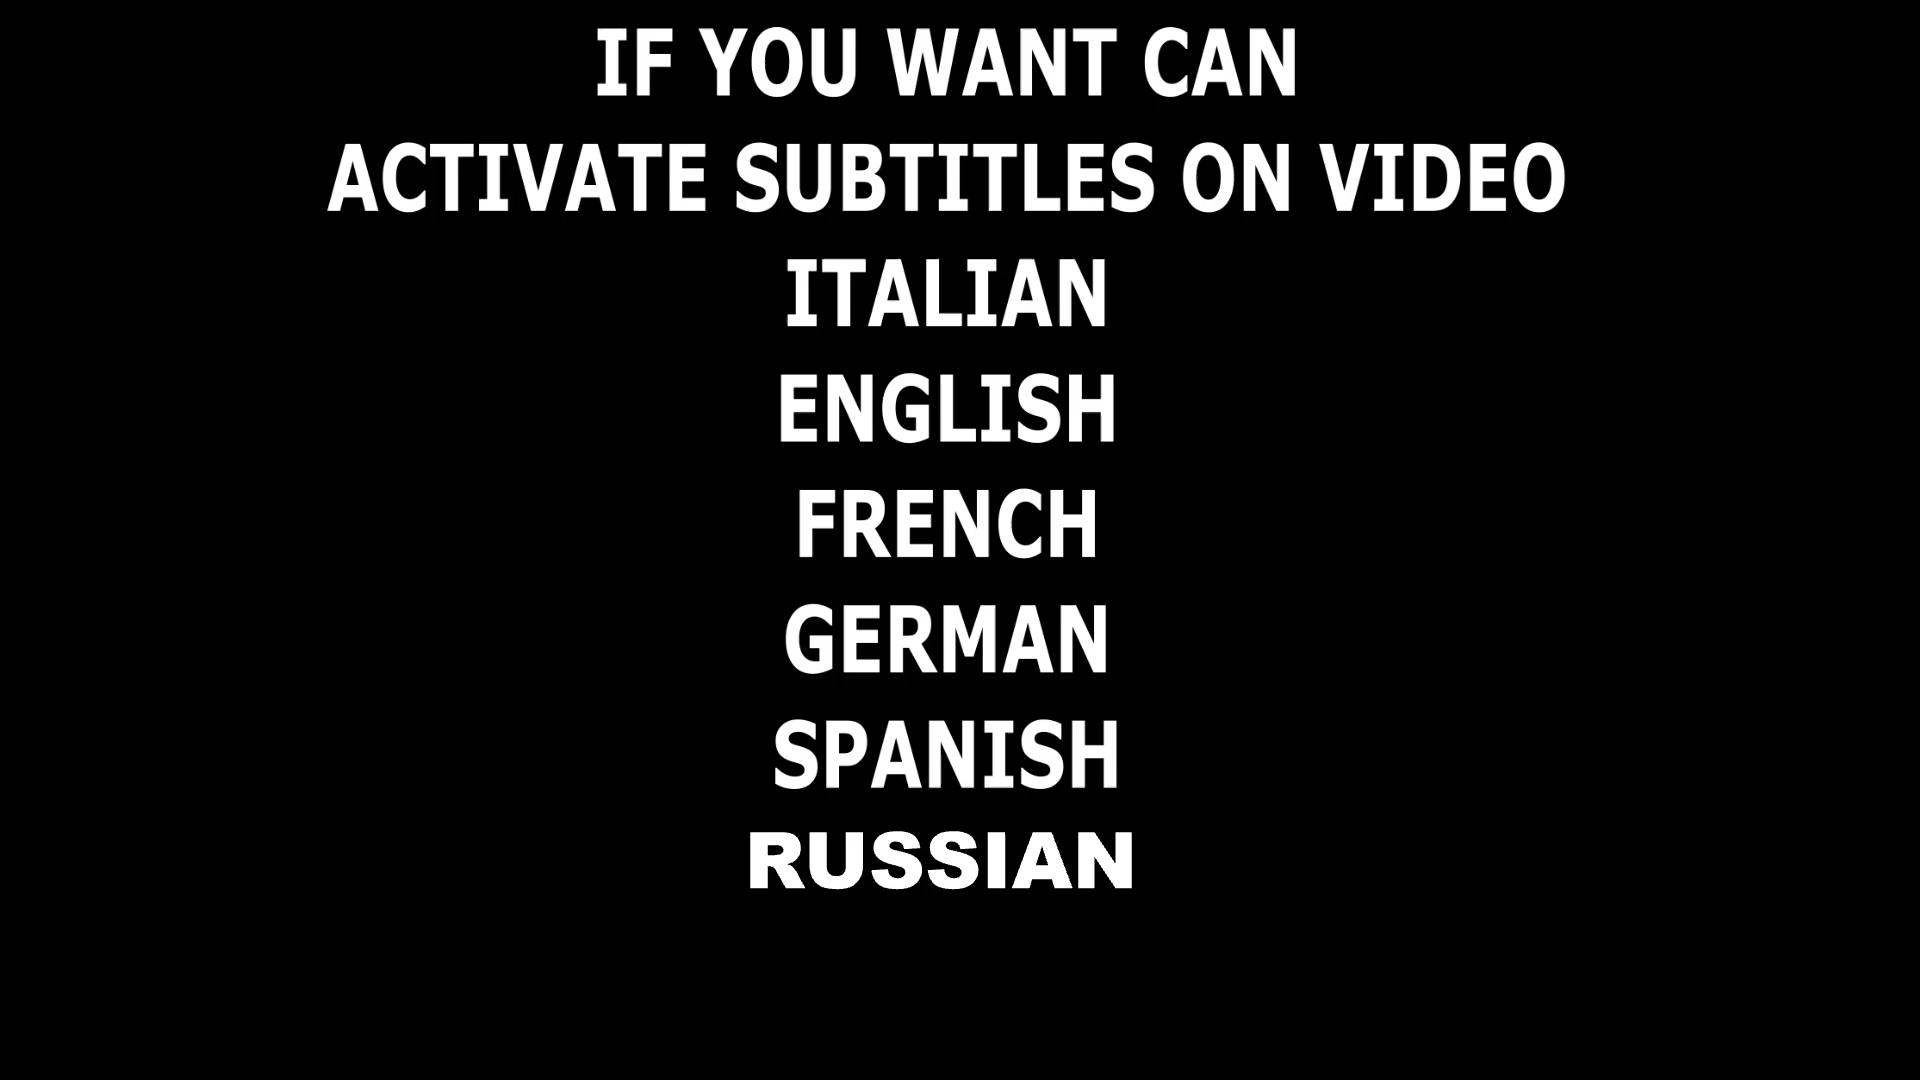 IF YOU WANT CAN
ACTIVATE SUBTITLES ON VIDEO
ITALIAN
ENGLISH
FRENCH
GERMAN
SPANISH
RUSSIAN